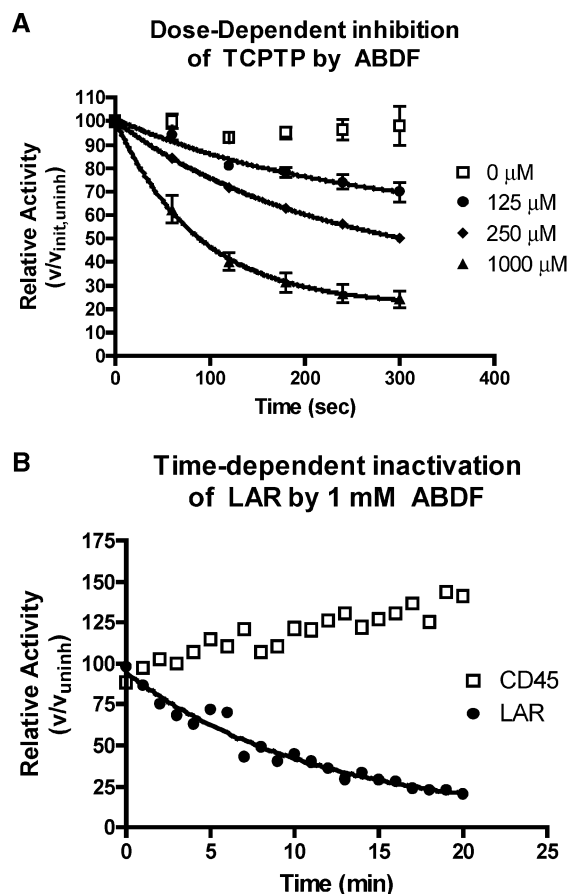 A
Dose-Dependent inhibition
of TCPTP by ABDF
110
100
90
80
70
60
50
40
30
20
10
0
Relative Activity
(v/vinit,uninh)
0
100
200
300
400
Time (sec)
0 µM
125 µM
250 µM
1000 µM
B
Time-dependent inactivation
of LAR by 1 mM ABDF
175
150
125
100
75
50
25
0
Relative Activity
(v/vuninh)
0
5
10
15
20
25
Time (min)
CD45
LAR